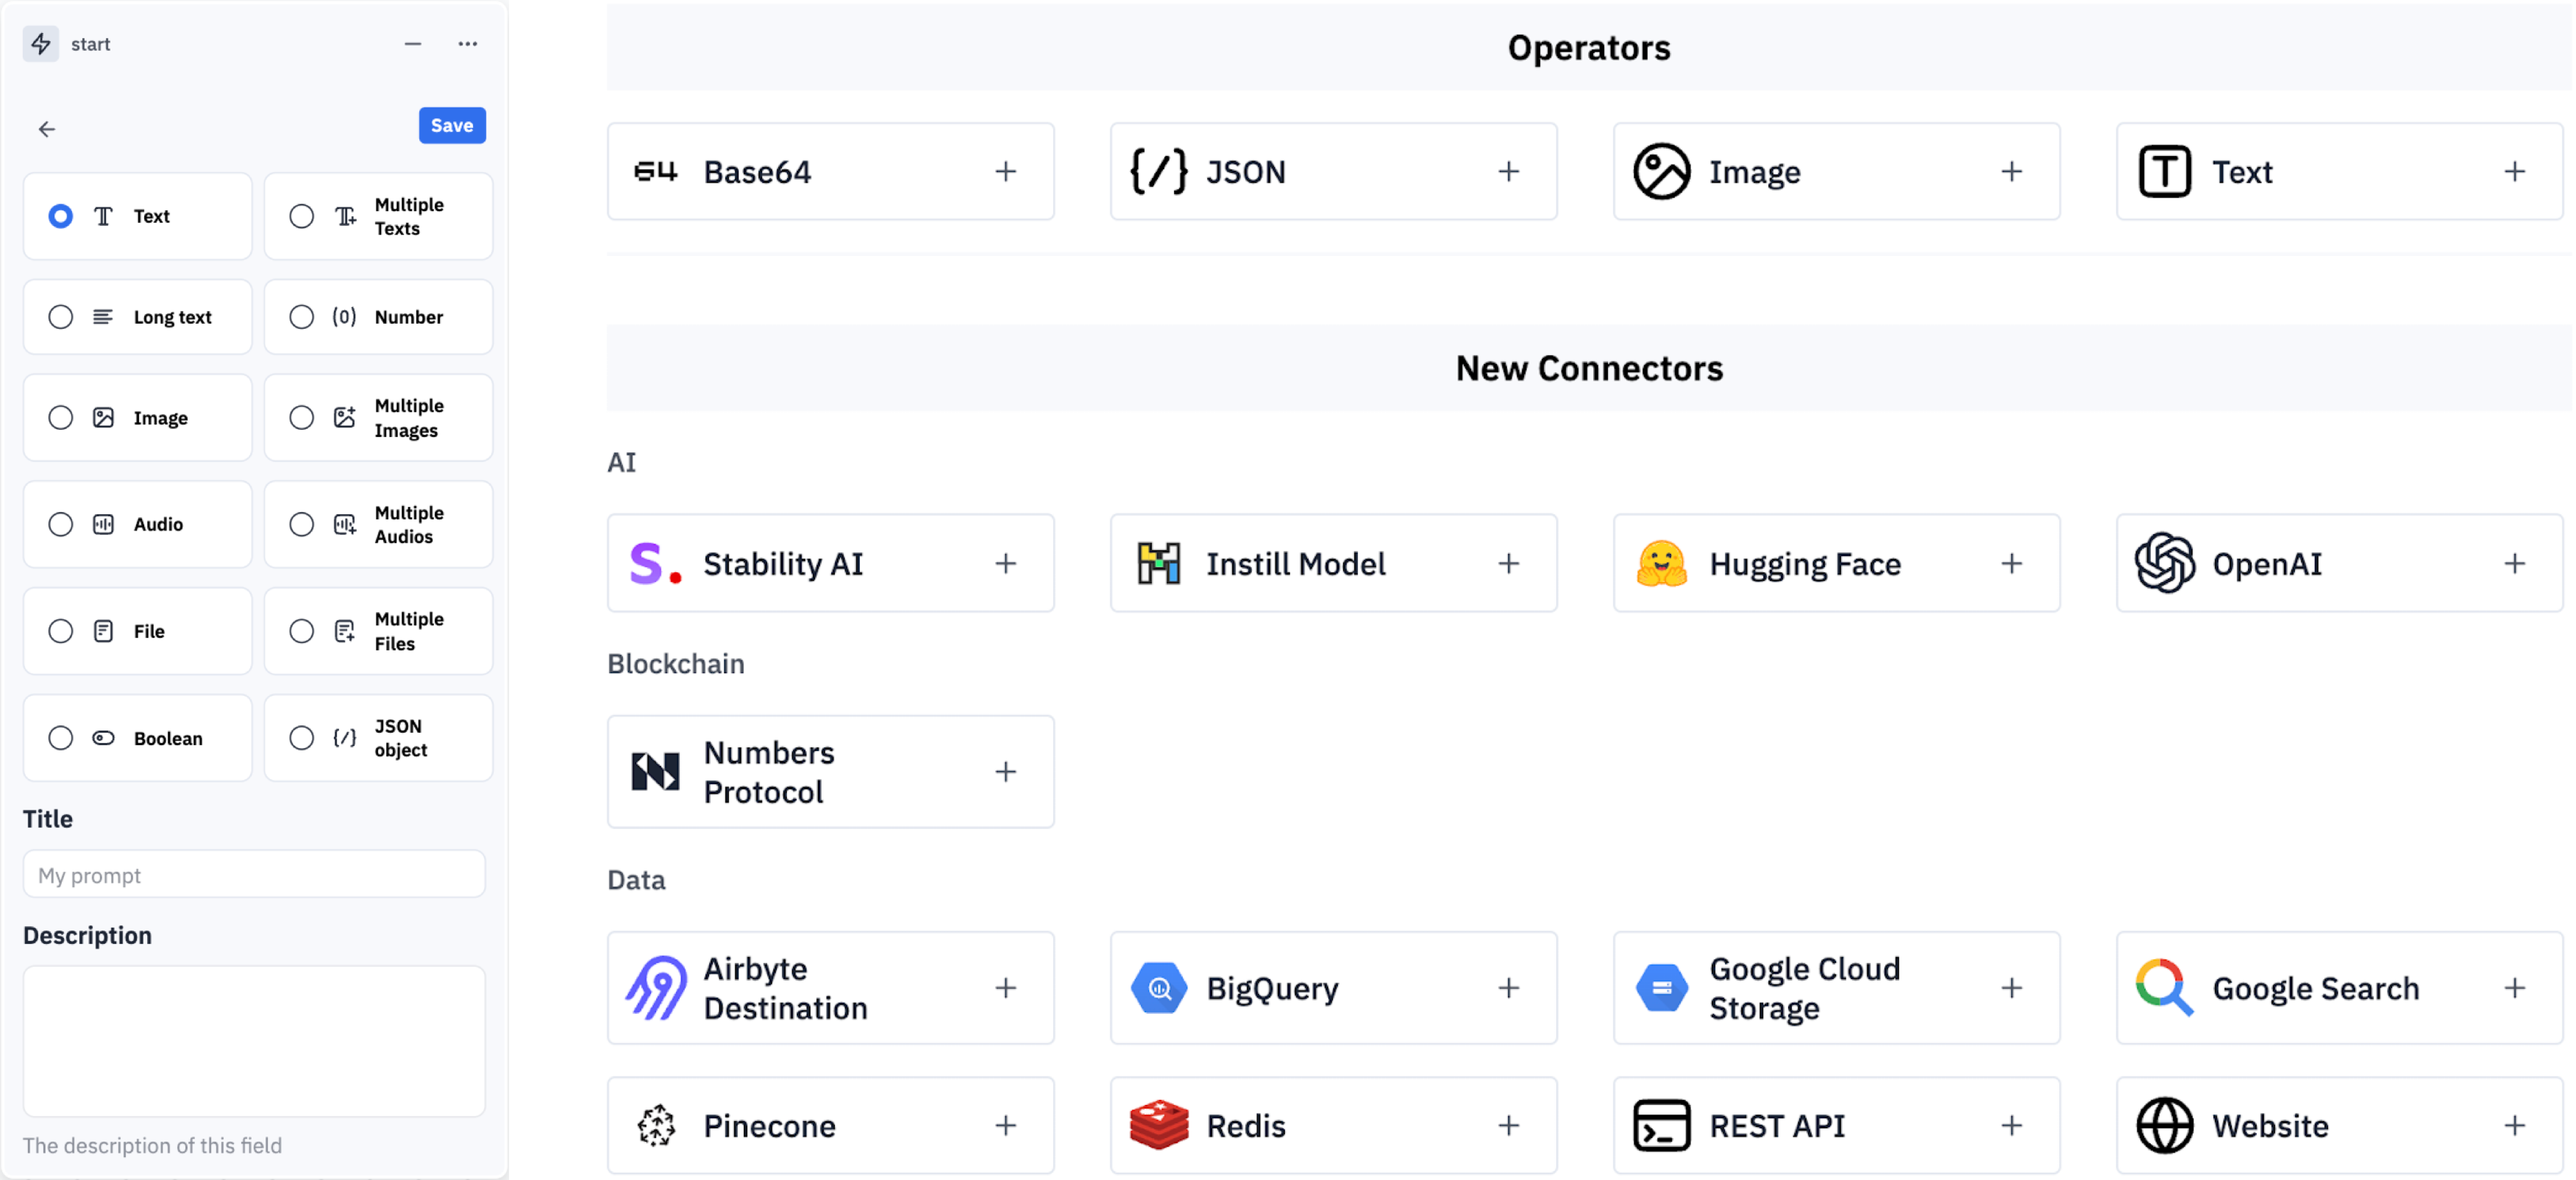 start
Save
Text
Multiple
Texts
Long text
Number
Image
Multiple
Images
Audio
Multiple
Audios
File
Multiple
Files
Boolean
JSON
object
Title
My prompt
Description
The description of this field
Operators
64 Base64
JSON
Image
Text
New Connectors
AI
Stability AI
Instill Model
Hugging Face
OpenAI
Blockchain
Numbers
Protocol
Data
Airbyte
Destination
BigQuery
Google Cloud
Storage
Google Search
Pinecone
Redis
REST API
Website